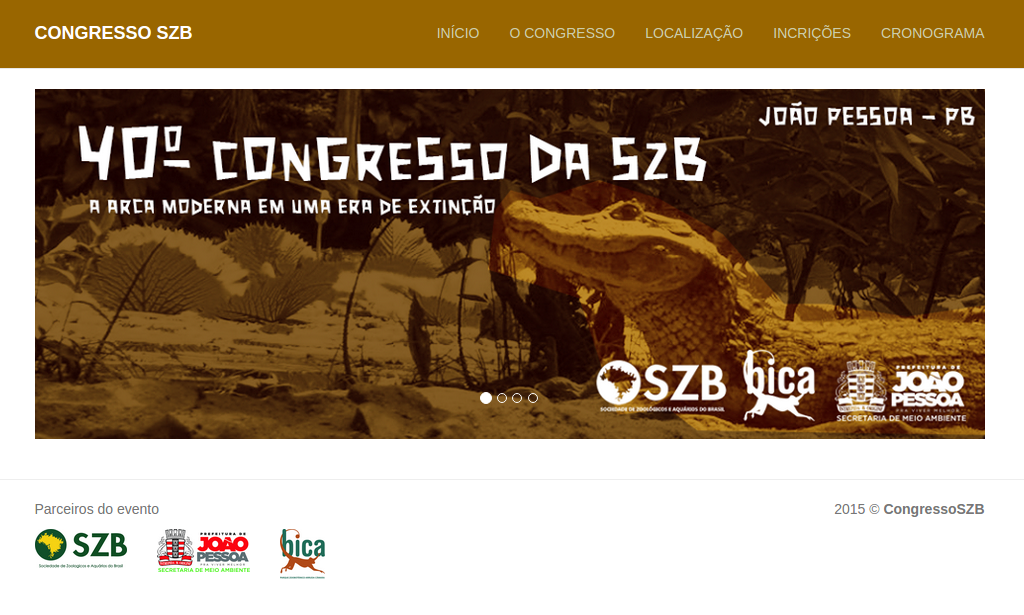 CONGRESSO SZB
INÍCIO O CONGRESSO LOCALIZAÇÃO INCRIÇÕES CRONOGRAMA
JOÃO PESSOA - PB
40º CONGRESSO DA SZB
A ARCA MODERNA EM UMA ERA DE EXTINÇÃO
SZB
SOCIEDADE DE ZOOLÓGICOS E AQUÁRIOS DO BRASIL
bica
PREFEITURA DE
JOÃO
PESSOA
PRA VIVER MELHOR
SECRETARIA DE MEIO AMBIENTE
Parceiros do evento
2015 © CongressoSZB
SZB
Sociedade de Zoológicos e Aquários do Brasil
PREFEITURA DE
JOÃO
PESSOA
PRA VIVER MELHOR
SECRETARIA DE MEIO AMBIENTE
bica